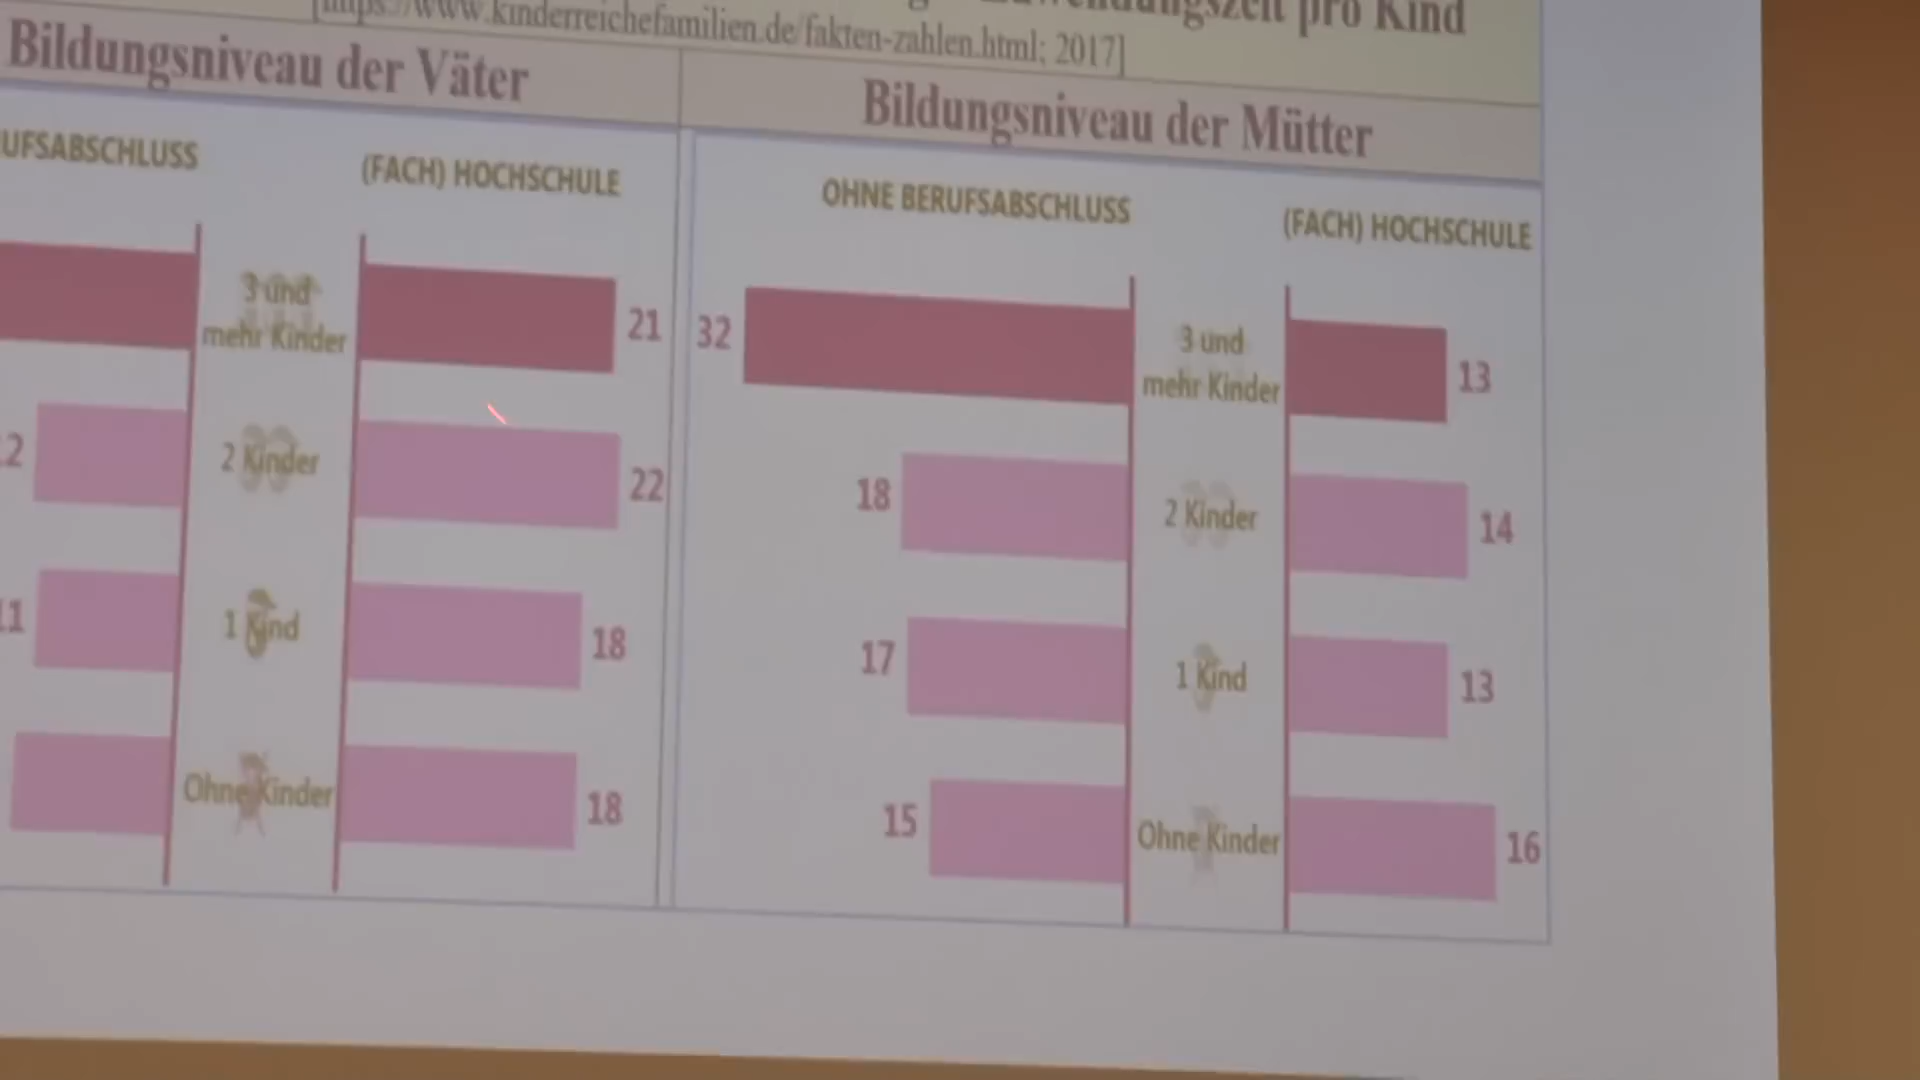 pro Kind
www.kinderreichefamilien.de/fakten-zahlen.html; 2017]
Bildungsniveau der Väter
Bildungsniveau der Mütter
UFSABSCHLUSS
(FACH) HOCHSCHULE
OHNE BERUFSABSCHLUSS
(FACH) HOCHSCHULE
3 und
mehr Kinder
21
32
3 und
mehr Kinder
13
2
2 Kinder
22
18
2 Kinder
14
11
1 Kind
18
17
1 Kind
13
Ohne Kinder
18
15
Ohne Kinder
16